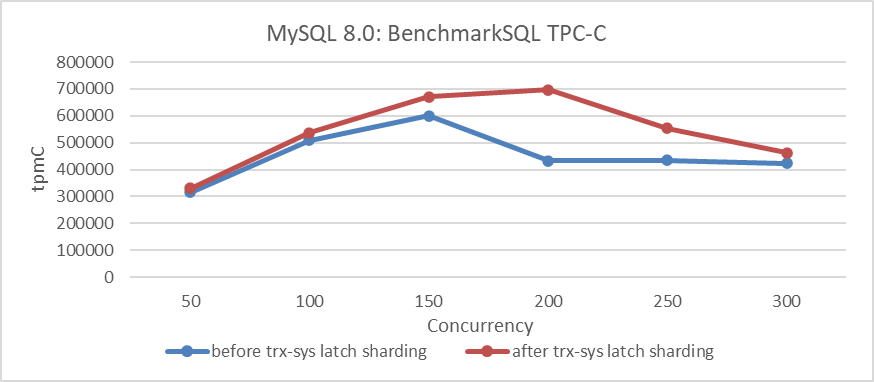 MySQL 8.0: BenchmarkSQL TPC-C
800000
700000
600000
500000
400000
300000
200000
100000
0
tpmC
50 100 150 200 250 300
Concurrency
before trx-sys latch sharding after trx-sys latch sharding